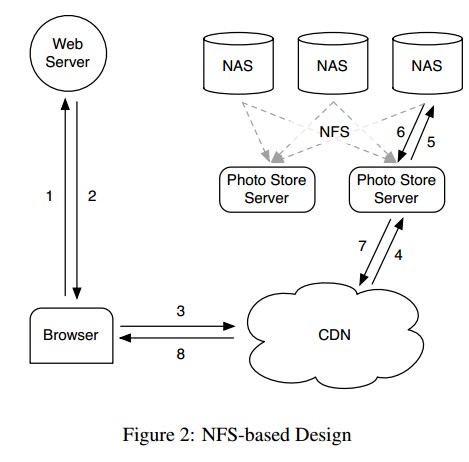 Web
Server
NAS
NAS
NAS
NFS
6
5
Photo Store
Server
Photo Store
Server
1
2
7
4
3
Browser
CDN
8
Figure 2: NFS-based Design